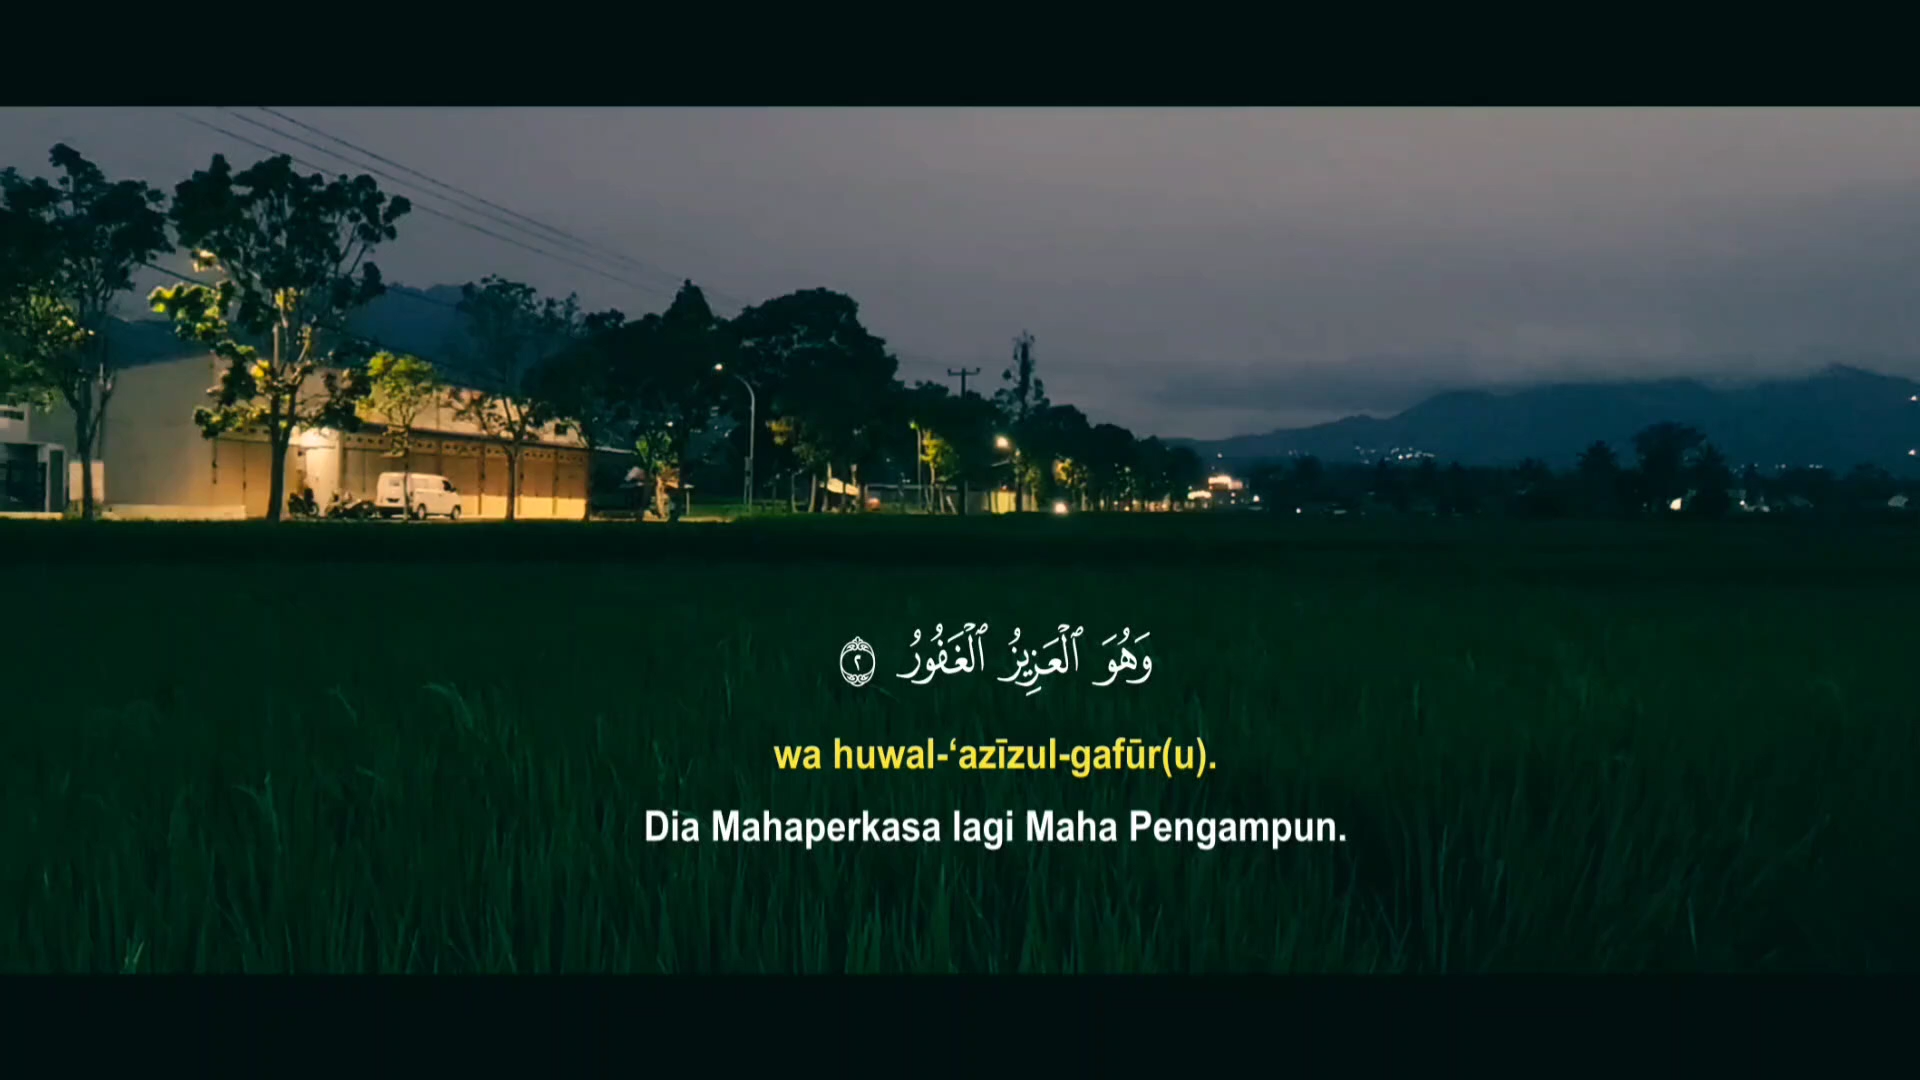 وَهُوَ ٱلْعَزِيزُ ٱلْغَفُورُ ۝٢
wa huwal-‘azīzul-gafūr(u).
Dia Mahaperkasa lagi Maha Pengampun.